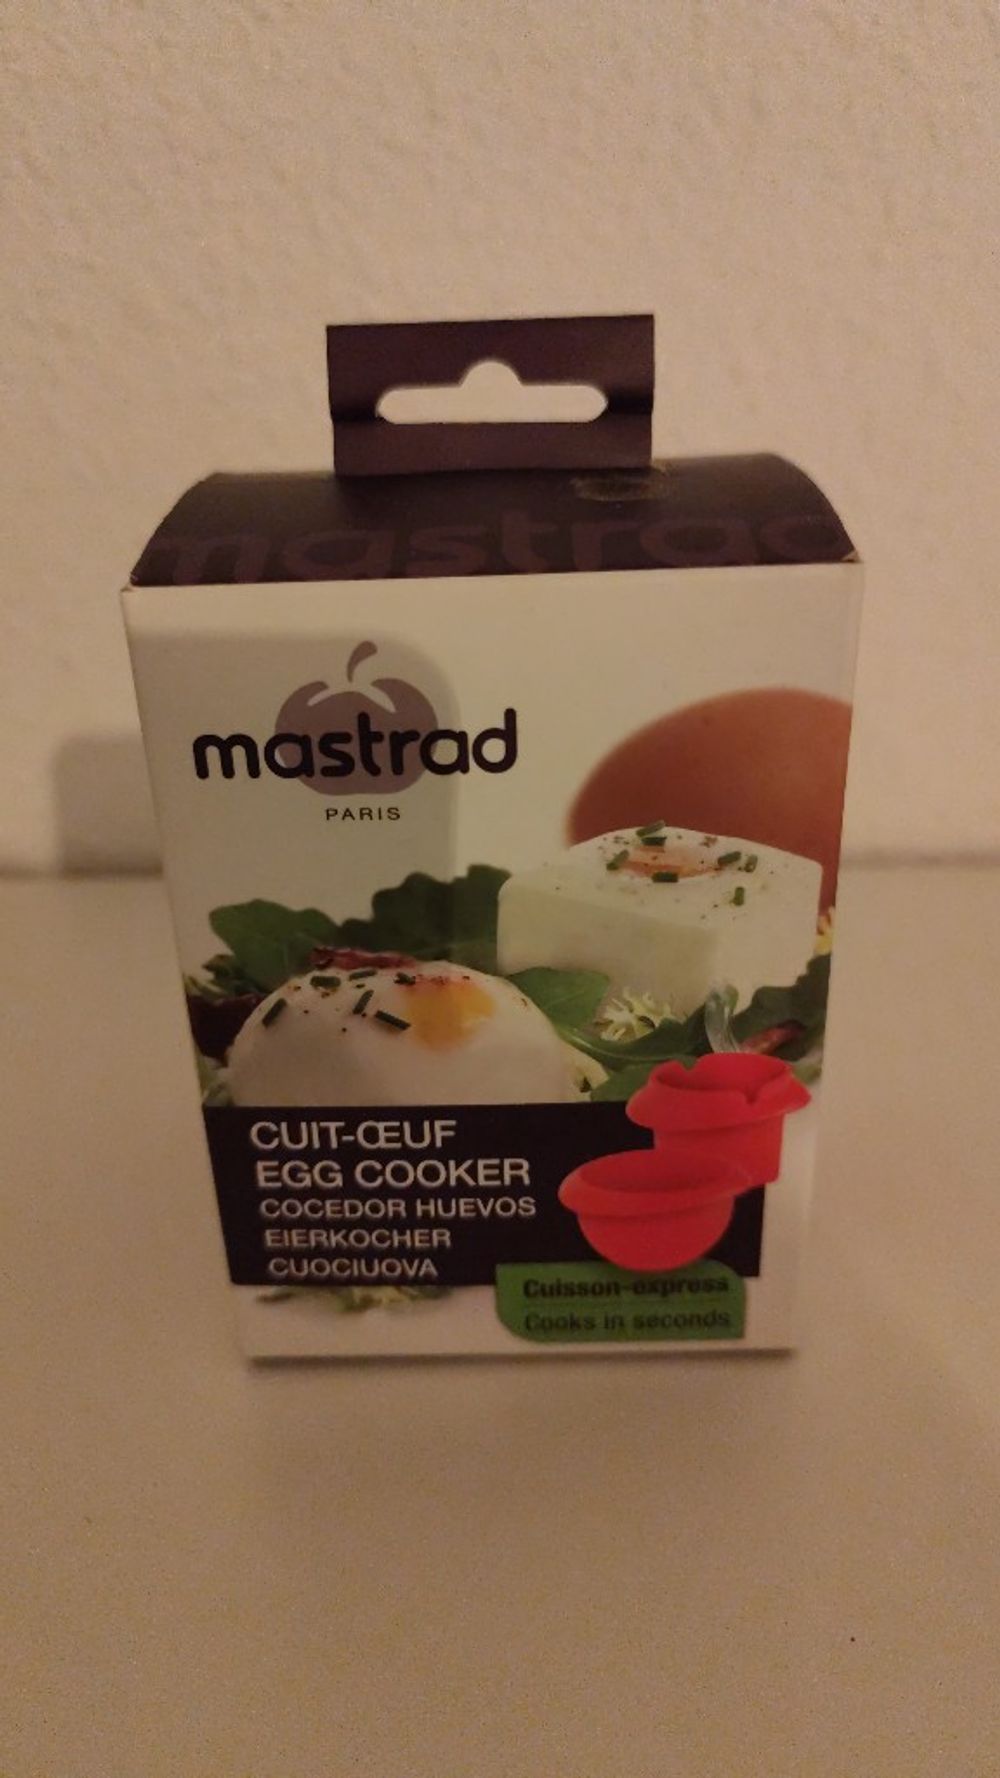 mastrad
mastrad
PARIS
CUIT-ŒUF
EGG COOKER
COCEDOR HUEVOS
EIERKOCHER
CUOCIUOVA
Cuisson-express
Cooks in seconds